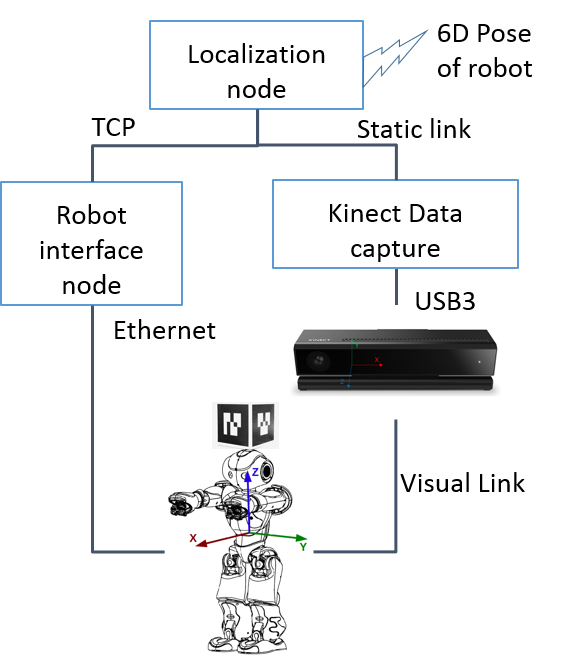 Localization
node
6D Pose
of robot
TCP
Static link
Robot
interface
node
Kinect Data
capture
USB3
Ethernet
X
Z
Visual Link
X
Y